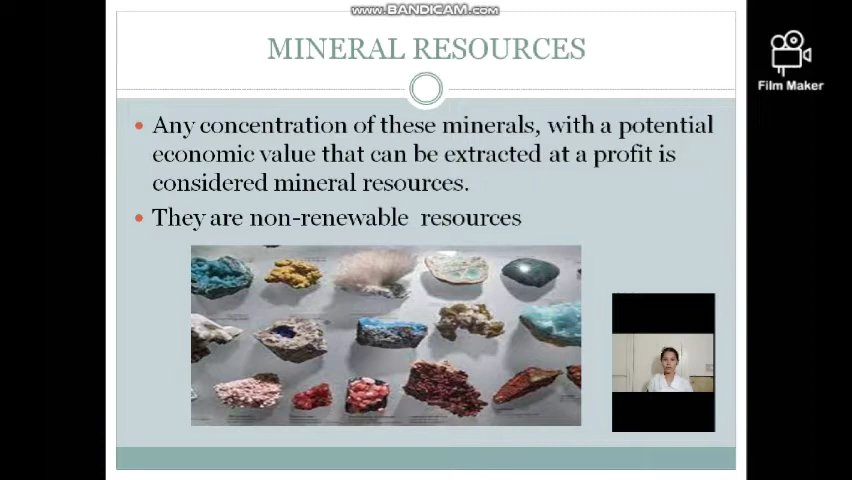 www.BANDICAM.com
MINERAL RESOURCES
Film Maker
• Any concentration of these minerals, with a potential
economic value that can be extracted at a profit is
considered mineral resources.
• They are non-renewable resources